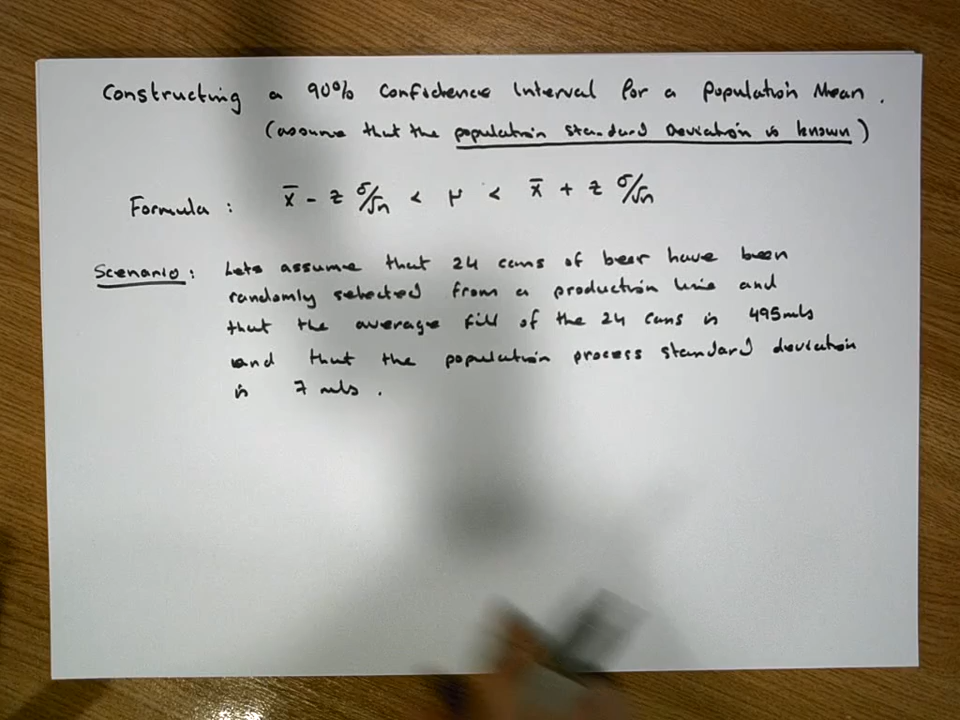 Constructing a 90% Confidence Interval for a Population Mean.
(assume that the population standard deviation is known)
Formula: x̄ - z σ/√n < μ < x̄ + z σ/√n
Scenario: Lets assume that 24 cans of beer have been
randomly selected from a production line and
that the average fill of the 24 cans is 495mls
and that the population process standard deviation
is 7 mls.